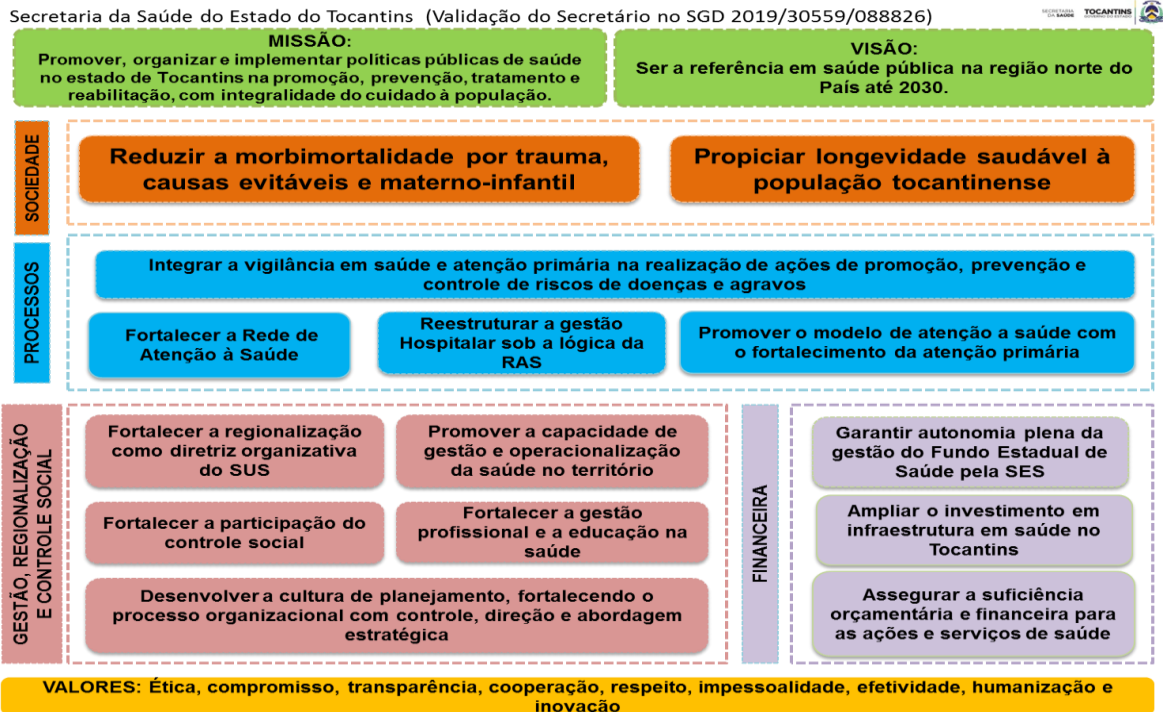 Secretaria da Saúde do Estado do Tocantins (Validação do Secretário no SGD 2019/30559/088826)
SECRETARIA
DA SAÚDE
TOCANTINS
GOVERNO DO ESTADO
MISSÃO:
Promover, organizar e implementar políticas públicas de saúde
no estado de Tocantins na promoção, prevenção, tratamento e
reabilitação, com integralidade do cuidado à população.
VISÃO:
Ser a referência em saúde pública na região norte do
País até 2030.
SOCIEDADE
Reduzir a morbimortalidade por trauma,
causas evitáveis e materno-infantil
Propiciar longevidade saudável à
população tocantinense
PROCESSOS
Integrar a vigilância em saúde e atenção primária na realização de ações de promoção, prevenção e
controle de riscos de doenças e agravos
Fortalecer a Rede de
Atenção à Saúde
Reestruturar a gestão
Hospitalar sob a lógica da
RAS
Promover o modelo de atenção a saúde com
o fortalecimento da atenção primária
GESTÃO, REGIONALIZAÇÃO
E CONTROLE SOCIAL
Fortalecer a regionalização
como diretriz organizativa
do SUS
Promover a capacidade de
gestão e operacionalização
da saúde no território
Fortalecer a participação do
controle social
Fortalecer a gestão
profissional e a educação na
saúde
Desenvolver a cultura de planejamento, fortalecendo o
processo organizacional com controle, direção e abordagem
estratégica
FINANCEIRA
Garantir autonomia plena da
gestão do Fundo Estadual de
Saúde pela SES
Ampliar o investimento em
infraestrutura em saúde no
Tocantins
Assegurar a suficiência
orçamentária e financeira para
as ações e serviços de saúde
VALORES: Ética, compromisso, transparência, cooperação, respeito, impessoalidade, efetividade, humanização e
inovação